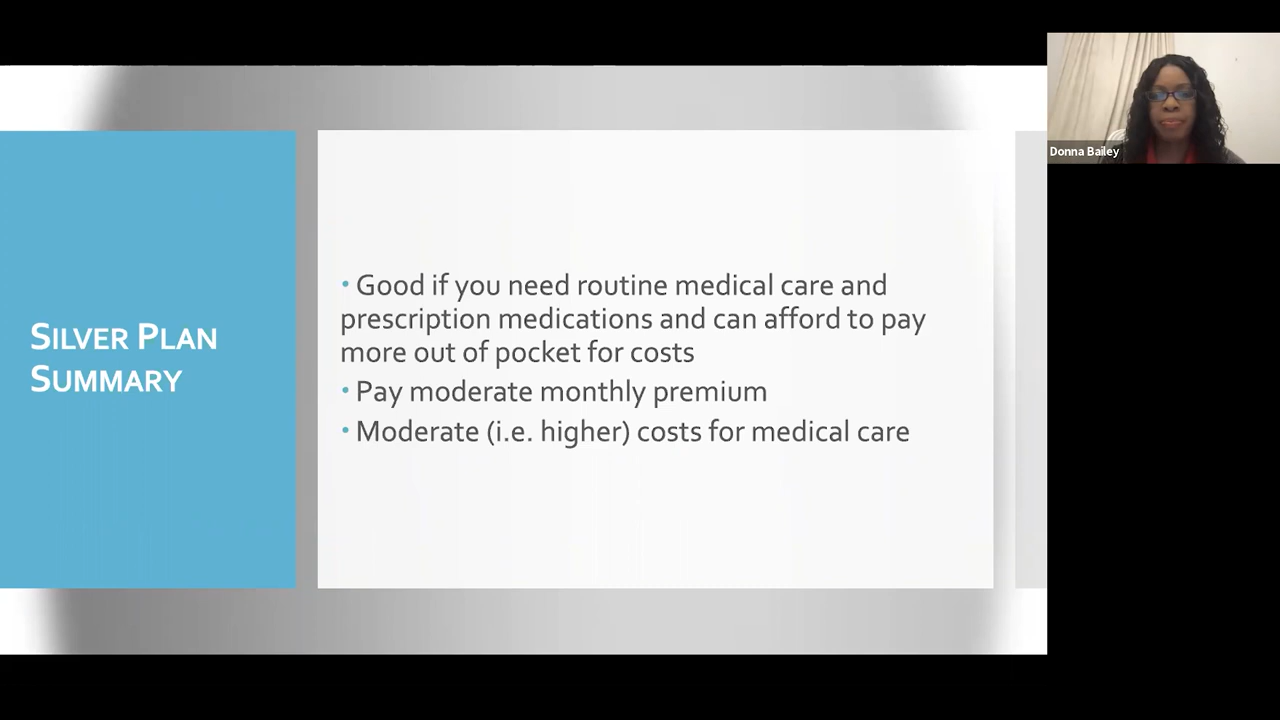 SILVER PLAN
SUMMARY
• Good if you need routine medical care and
prescription medications and can afford to pay
more out of pocket for costs
• Pay moderate monthly premium
• Moderate (i.e. higher) costs for medical care
Donna Bailey